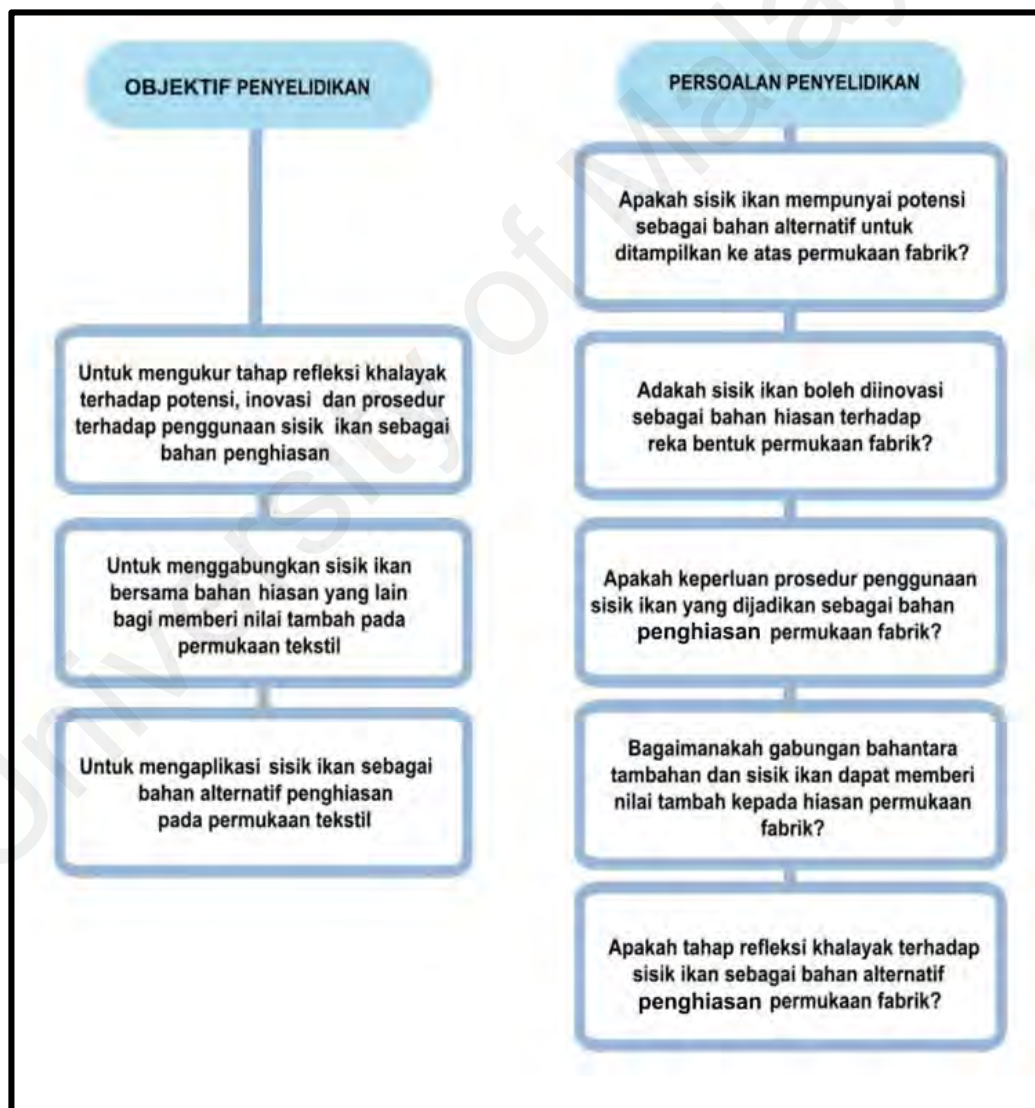 OBJEKTIF PENYELIDIKAN
Untuk mengukur tahap refleksi khalayak
terhadap potensi, inovasi dan prosedur
terhadap penggunaan sisik ikan sebagai
bahan penghiasan
Untuk menggabungkan sisik ikan
bersama bahan hiasan yang lain
bagi memberi nilai tambah pada
permukaan tekstil
Untuk mengaplikasi sisik ikan sebagai
bahan alternatif penghiasan
pada permukaan tekstil
PERSOALAN PENYELIDIKAN
Apakah sisik ikan mempunyai potensi
sebagai bahan alternatif untuk
ditampilkan ke atas permukaan fabrik?
Adakah sisik ikan boleh diinovasi
sebagai bahan hiasan terhadap
reka bentuk permukaan fabrik?
Apakah keperluan prosedur penggunaan
sisik ikan yang dijadikan sebagai bahan
penghiasan permukaan fabrik?
Bagaimanakah gabungan bahantara
tambahan dan sisik ikan dapat memberi
nilai tambah kepada hiasan permukaan
fabrik?
Apakah tahap refleksi khalayak terhadap
sisik ikan sebagai bahan alternatif
penghiasan permukaan fabrik?
University of Malay